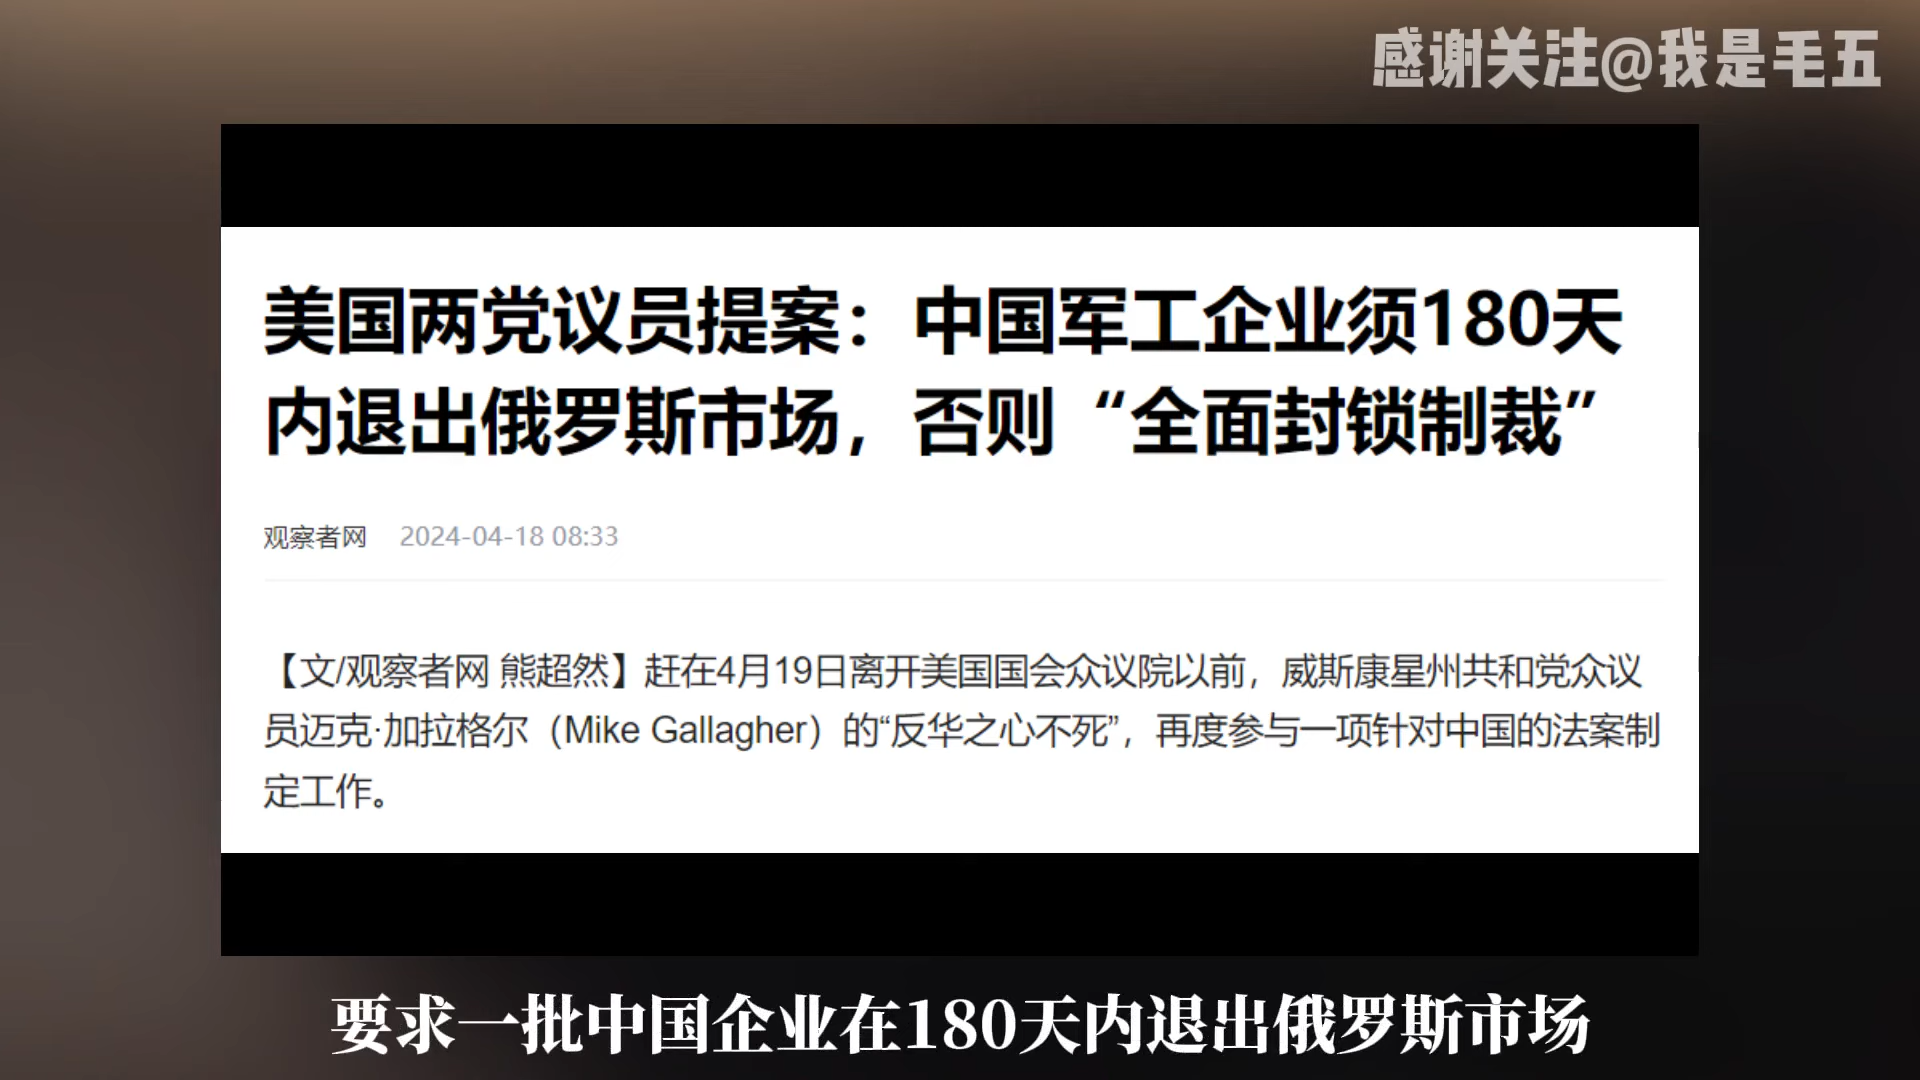 感谢关注@我是毛五
美国两党议员提案：中国军工企业须180天
内退出俄罗斯市场，否则“全面封锁制裁”
观察者网 2024-04-18 08:33
【文/观察者网 熊超然】赶在4月19日离开美国国会众议院以前，威斯康星州共和党众议
员迈克·加拉格尔（Mike Gallagher）的“反华之心不死”，再度参与一项针对中国的法案制
定工作。
要求一批中国企业在180天内退出俄罗斯市场